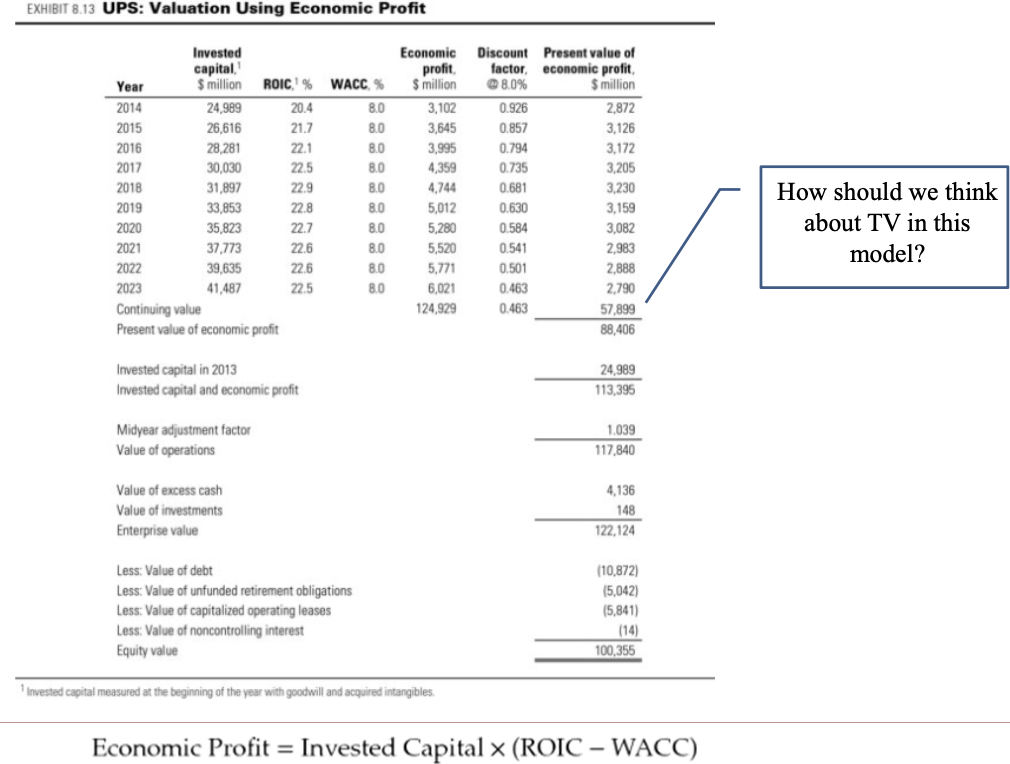 EXHIBIT 8.13 UPS: Valuation Using Economic Profit
Year Invested capital,1 $ million ROIC,1 % WACC, % Economic profit, $ million Discount factor, @ 8.0% Present value of economic profit, $ million
2014 24,989 20.4 8.0 3,102 0.926 2,872
2015 26,616 21.7 8.0 3,645 0.857 3,126
2016 28,281 22.1 8.0 3,995 0.794 3,172
2017 30,030 22.5 8.0 4,359 0.735 3,205
2018 31,897 22.9 8.0 4,744 0.681 3,230
2019 33,853 22.8 8.0 5,012 0.630 3,159
2020 35,823 22.7 8.0 5,280 0.584 3,082
2021 37,773 22.6 8.0 5,520 0.541 2,983
2022 39,635 22.6 8.0 5,771 0.501 2,888
2023 41,487 22.5 8.0 6,021 0.463 2,790
Continuing value 124,929 0.463 57,899
Present value of economic profit 88,406
Invested capital in 2013 24,989
Invested capital and economic profit 113,395
Midyear adjustment factor 1.039
Value of operations 117,840
Value of excess cash 4,136
Value of investments 148
Enterprise value 122,124
Less: Value of debt (10,872)
Less: Value of unfunded retirement obligations (5,042)
Less: Value of capitalized operating leases (5,841)
Less: Value of noncontrolling interest (14)
Equity value 100,355
1 Invested capital measured at the beginning of the year with goodwill and acquired intangibles.
How should we think
about TV in this
model?
Economic Profit = Invested Capital × (ROIC – WACC)